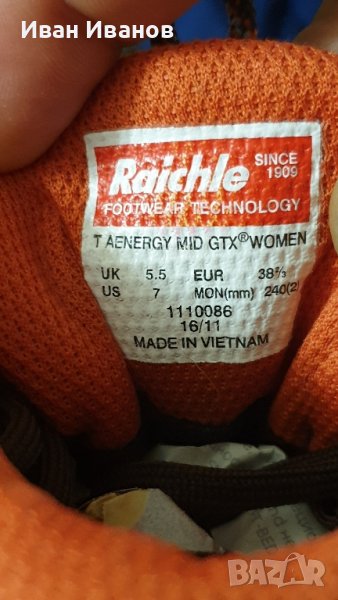 Иван Иванов
Raichle SINCE 1909
FOOTWEAR TECHNOLOGY
T AENERGY MID GTX® WOMEN
UK 5.5 EUR 38⅔
US 7 MON(mm) 240(2
1110086
16/11
MADE IN VIETNAM
BAZAR